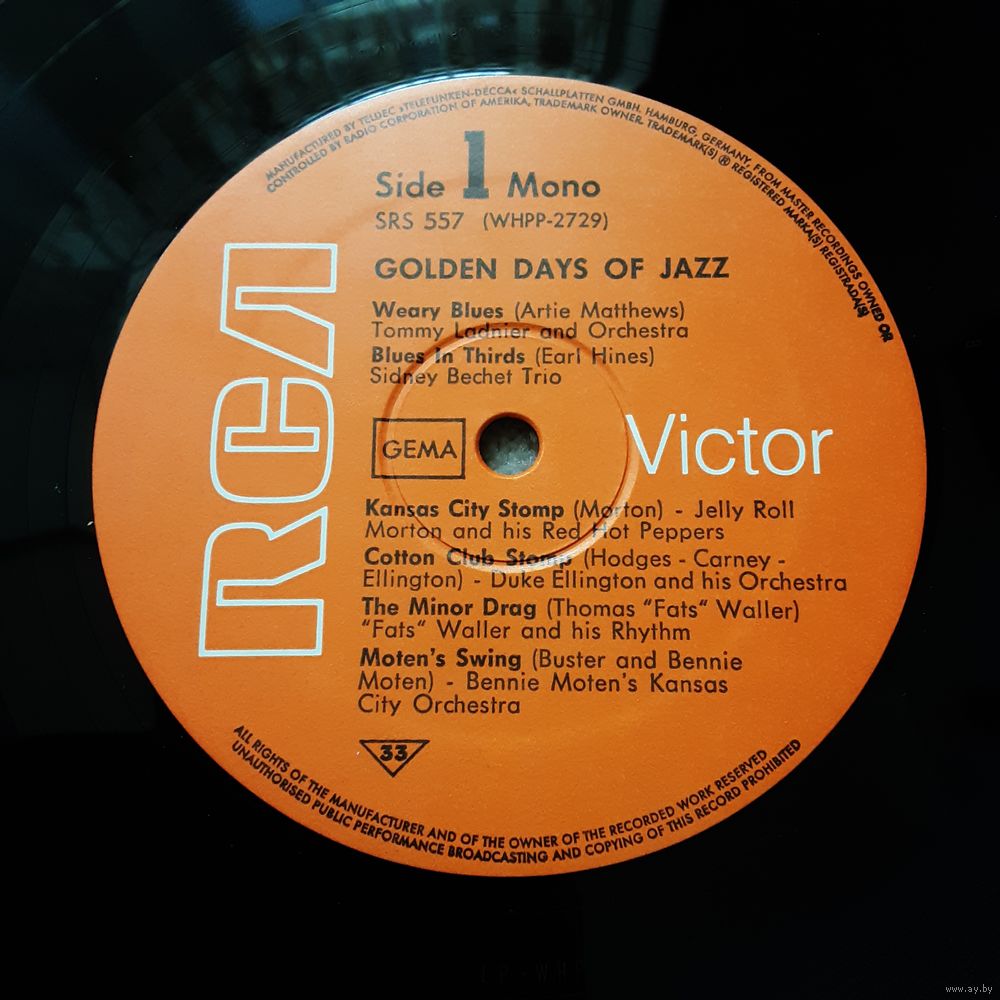 MANUFACTURED BY TELDEC »TELEFUNKEN-DECCA« SCHALLPLATTEN GMBH. HAMBURG, GERMANY, FROM MASTER RECORDINGS OWNED OR
CONTROLLED BY RADIO CORPORATION OF AMERIKA, TRADEMARK OWNER. TRADEMARK(S) ® REGISTERED MARKA(S) REGISTRADA(S)
Side 1 Mono
SRS 557 (WHPP-2729)
GOLDEN DAYS OF JAZZ
Weary Blues (Artie Matthews)
Tommy Ladnier and Orchestra
Blues In Thirds (Earl Hines)
Sidney Bechet Trio
RCA
GEMA
Victor
Kansas City Stomp (Morton) - Jelly Roll
Morton and his Red Hot Peppers
Cotton Club Stomp (Hodges - Carney -
Ellington) - Duke Ellington and his Orchestra
The Minor Drag (Thomas "Fats" Waller)
"Fats" Waller and his Rhythm
Moten's Swing (Buster and Bennie
Moten) - Bennie Moten's Kansas
City Orchestra
33
ALL RIGHTS OF THE MANUFACTURER AND OF THE OWNER OF THE RECORDED WORK RESERVED
UNAUTHORISED PUBLIC PERFORMANCE BROADCASTING AND COPYING OF THIS RECORD PROHIBITED
www.ay.by